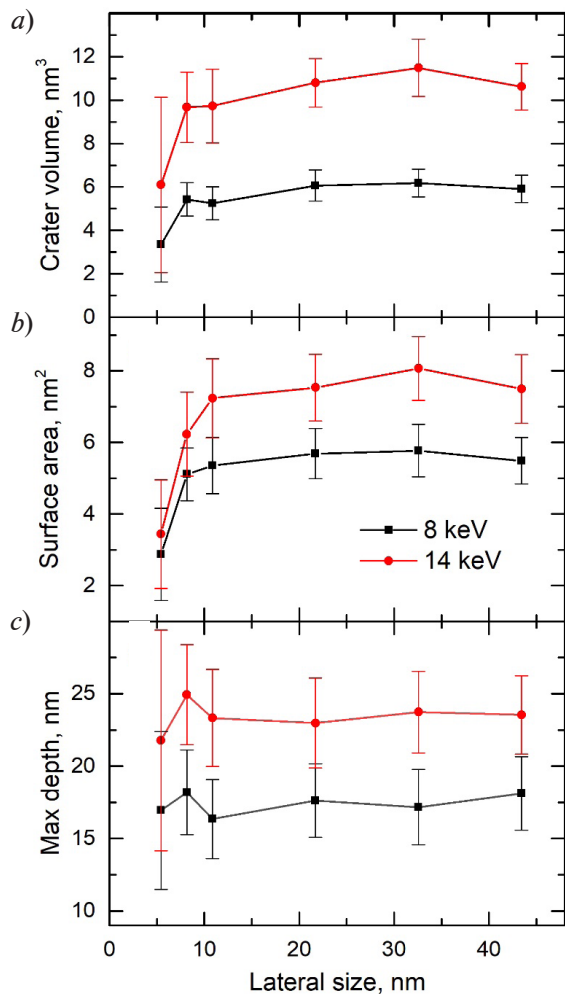 a)
Crater volume, nm³
12
10
8
6
4
2
0
b)
Surface area, nm²
8
6
4
2
8 keV
14 keV
c)
Max depth, nm
25
20
15
10
0
10
20
30
40
Lateral size, nm